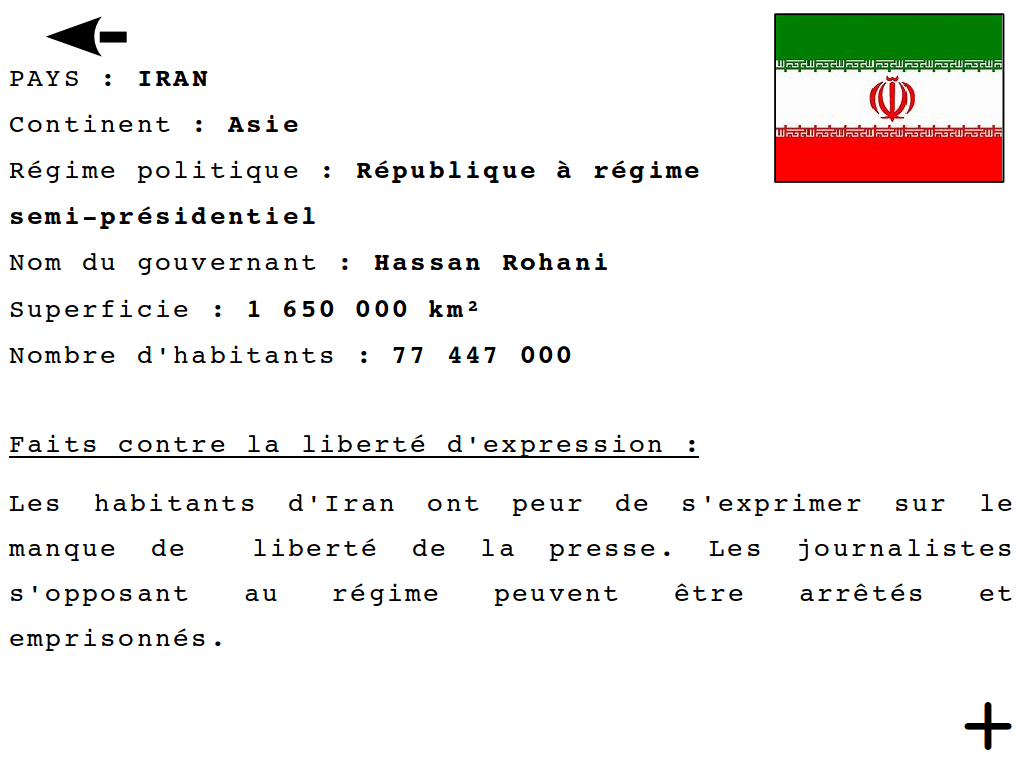 PAYS : IRAN
Continent : Asie
Régime politique : République à régime
semi-présidentiel
Nom du gouvernant : Hassan Rohani
Superficie : 1 650 000 km²
Nombre d'habitants : 77 447 000
Faits contre la liberté d'expression :
Les habitants d'Iran ont peur de s'exprimer sur le
manque de liberté de la presse. Les journalistes
s'opposant au régime peuvent être arrêtés et
emprisonnés.